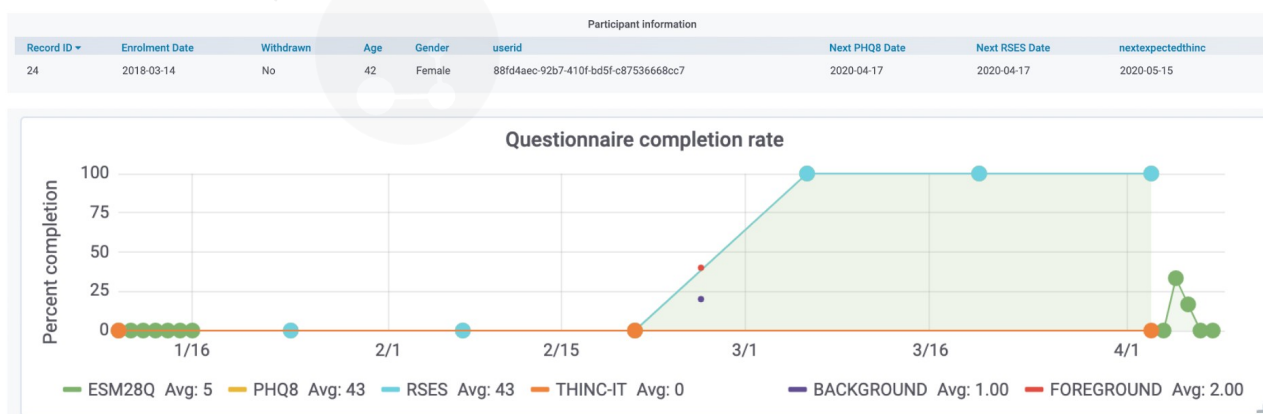 Participant information
Record ID Enrolment Date Withdrawn Age Gender userid Next PHQ8 Date Next RSES Date nextexpectedthinc
24 2018-03-14 No 42 Female 88fd4aec-92b7-410f-bd5f-c87536668cc7 2020-04-17 2020-04-17 2020-05-15
Questionnaire completion rate
Percent completion
100
75
50
25
0
1/16 2/1 2/15 3/1 3/16 4/1
ESM28Q Avg: 5 PHQ8 Avg: 43 RSES Avg: 43 THINC-IT Avg: 0 BACKGROUND Avg: 1.00 FOREGROUND Avg: 2.00